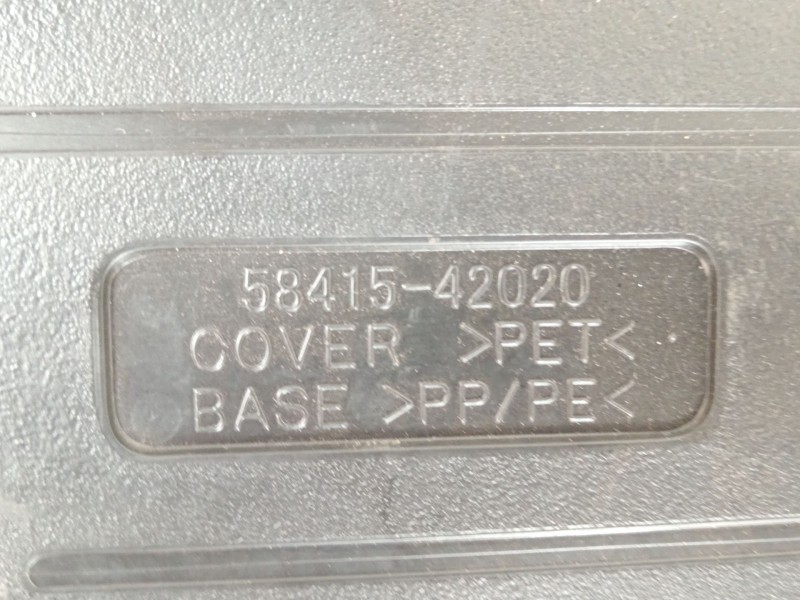 58415-42020
COVER >PET<
BASE >PP/PE<